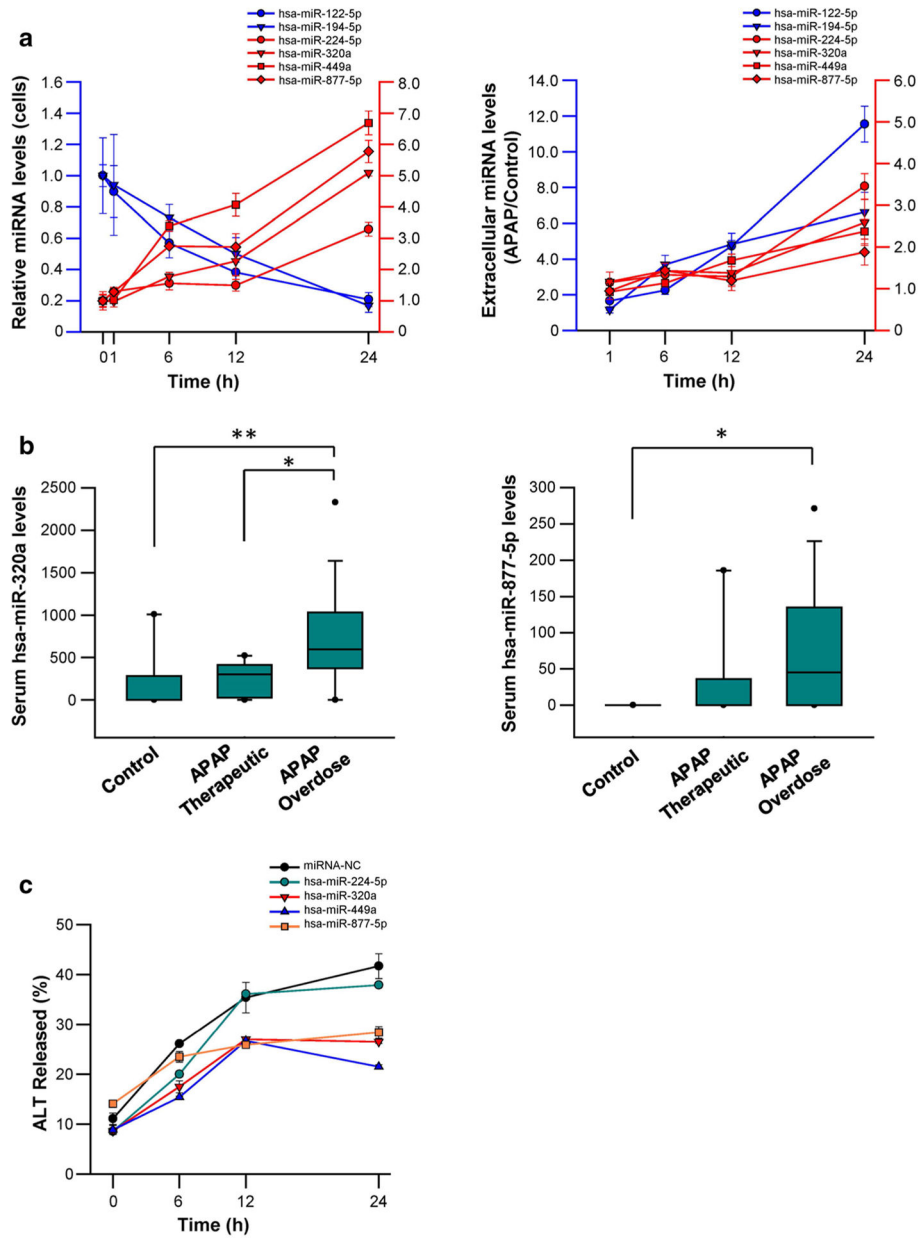 a
hsa-miR-122-5p
hsa-miR-194-5p
hsa-miR-224-5p
hsa-miR-320a
hsa-miR-449a
hsa-miR-877-5p
Relative miRNA levels (cells)
1.6
1.4
1.2
1.0
0.8
0.6
0.4
0.2
0
8.0
7.0
6.0
5.0
4.0
3.0
2.0
1.0
0
0 1 6 12 24
Time (h)
hsa-miR-122-5p
hsa-miR-194-5p
hsa-miR-224-5p
hsa-miR-320a
hsa-miR-449a
hsa-miR-877-5p
Extracellular miRNA levels
(APAP/Control)
14.0
12.0
10.0
8.0
6.0
4.0
2.0
0
6.0
5.0
4.0
3.0
2.0
1.0
0
1 6 12 24
Time (h)
b
** 
*
Serum hsa-miR-320a levels
2500
2000
1500
1000
500
0
Control
APAP
Therapeutic
APAP
Overdose
*
Serum hsa-miR-877-5p levels
300
250
200
150
100
50
0
Control
APAP
Therapeutic
APAP
Overdose
c
miRNA-NC
hsa-miR-224-5p
hsa-miR-320a
hsa-miR-449a
hsa-miR-877-5p
ALT Released (%)
50
40
30
20
10
0
0 6 12 24
Time (h)